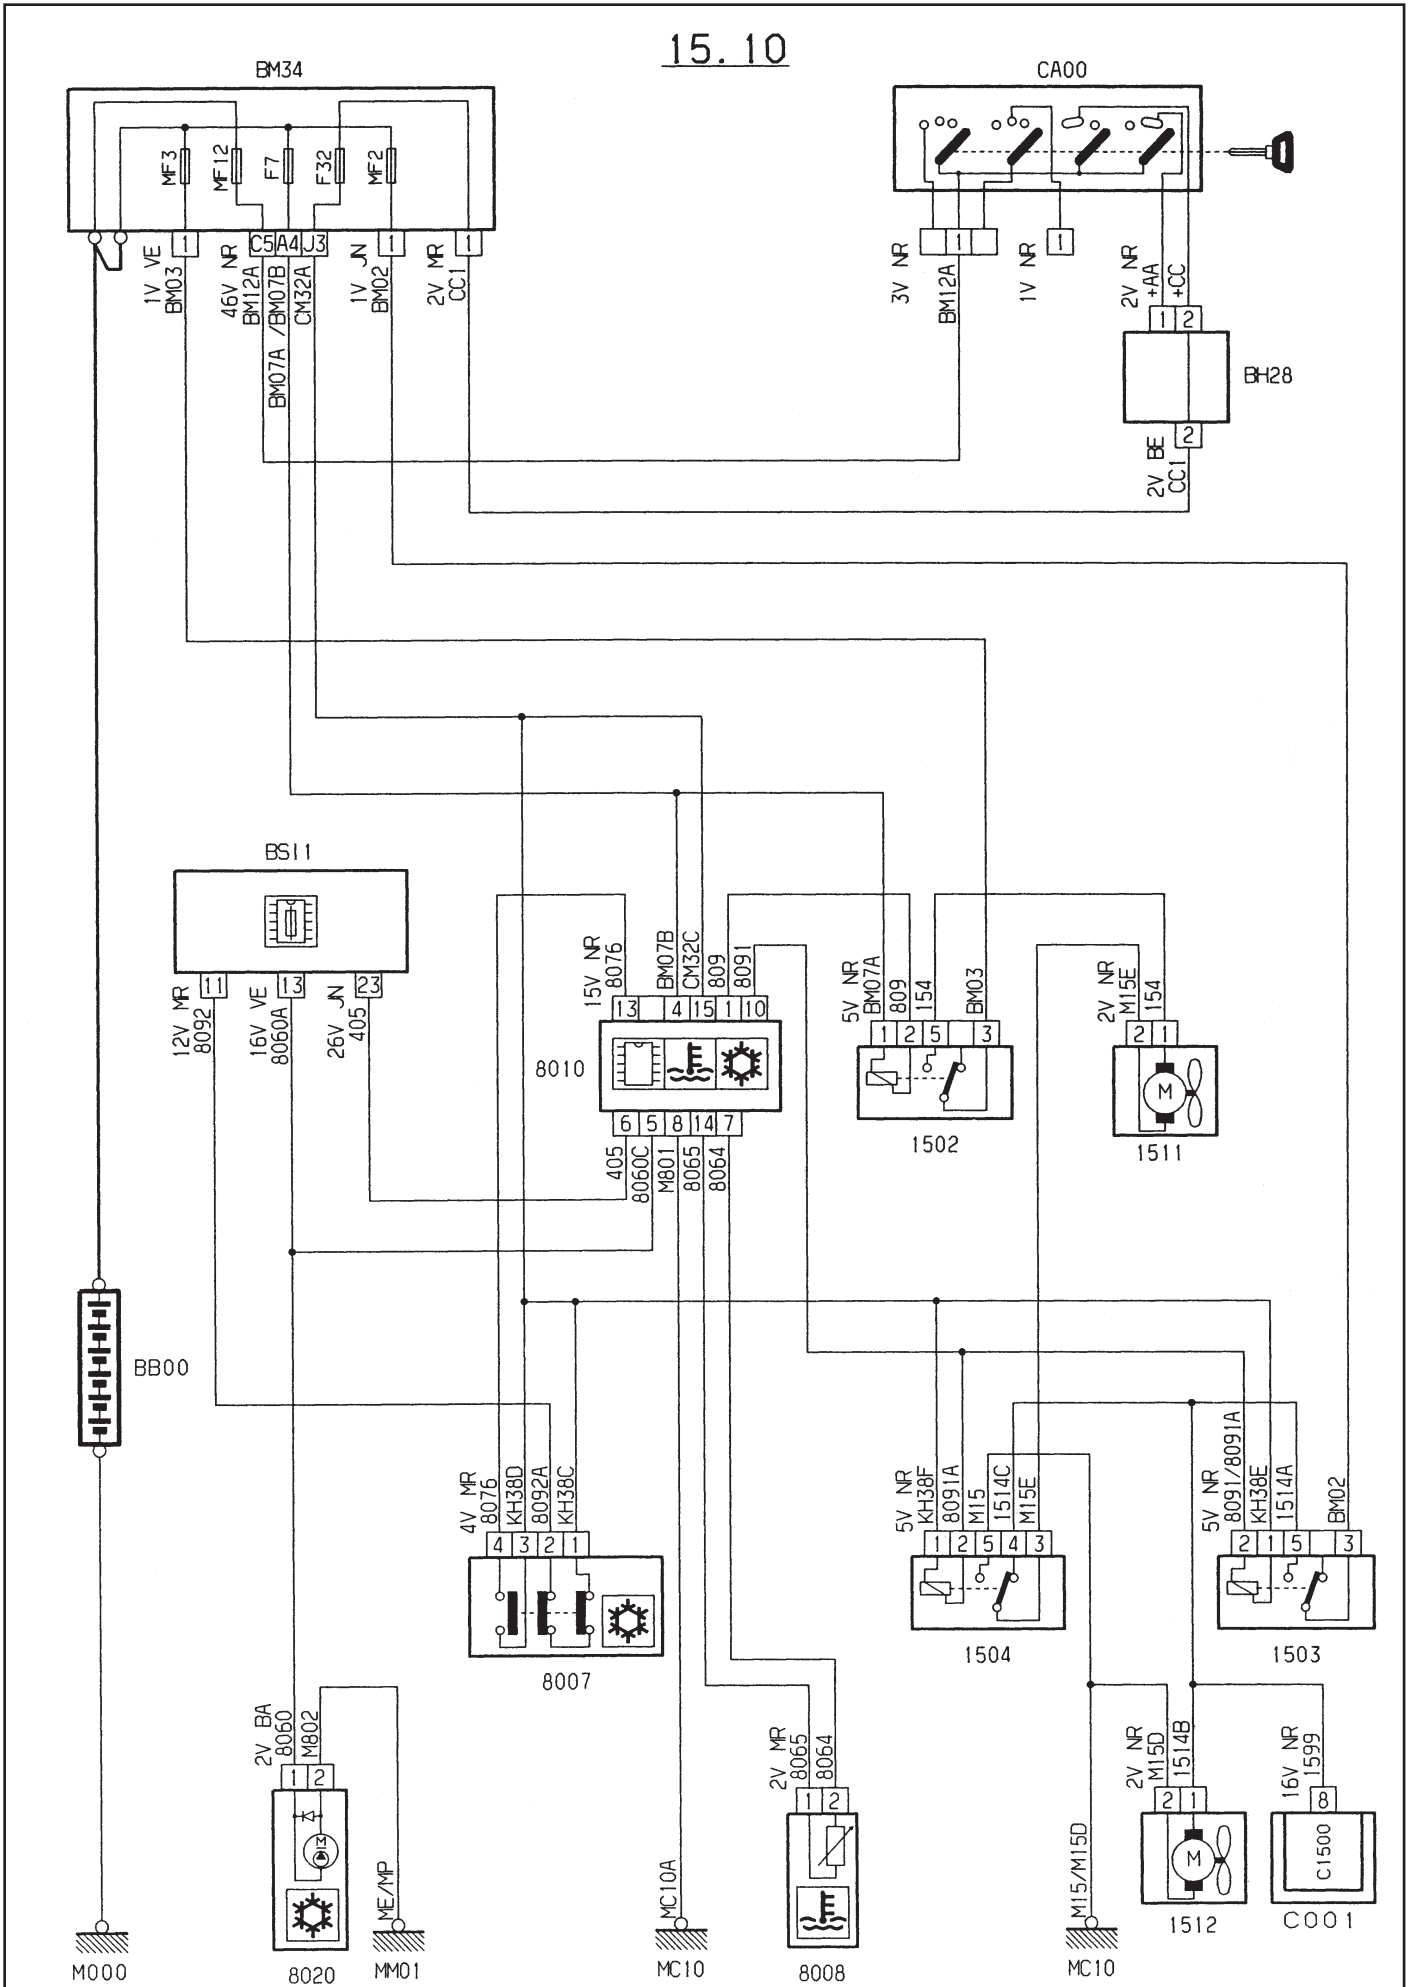 15.10
BM34
CA00
MF3
MF12
F7
F32
MF2
1
C5
A4
J3
1
1
1V VE
BM03
46V NR
BM12A
BM07A /BM07B
CM32A
1V JN
BM02
2V MR
CC1
1
1
3V NR
BM12A
1V NR
2V NR
+AA
+CC
1
2
BH28
2
2V BE
CC1
BSI1
11
13
23
12V MR
8092
16V VE
8060A
26V JN
405
15V NR
8076
BM07B
CM32C
809
8091
13
4
15
1
10
8010
6
5
8
14
7
405
8060C
M801
8065
8064
5V NR
BM07A
809
154
BM03
1
2
5
3
1502
2V NR
M15E
154
2
1
M
1511
BB00
4V MR
8076
KH38D
8092A
KH38C
4
3
2
1
8007
5V NR
KH38F
8091A
M15
1514C
M15E
1
2
5
4
3
1504
5V NR
8091/8091A
KH38E
1514A
BM02
2
1
5
3
1503
2V BA
8060
M802
1
2
M
8020
ME/MP
MM01
MC10A
MC10
2V MR
8065
8064
1
2
8008
M15/M15D
MC10
2V NR
M15D
1514B
2
1
M
1512
16V NR
1599
8
C1500
C001
M000